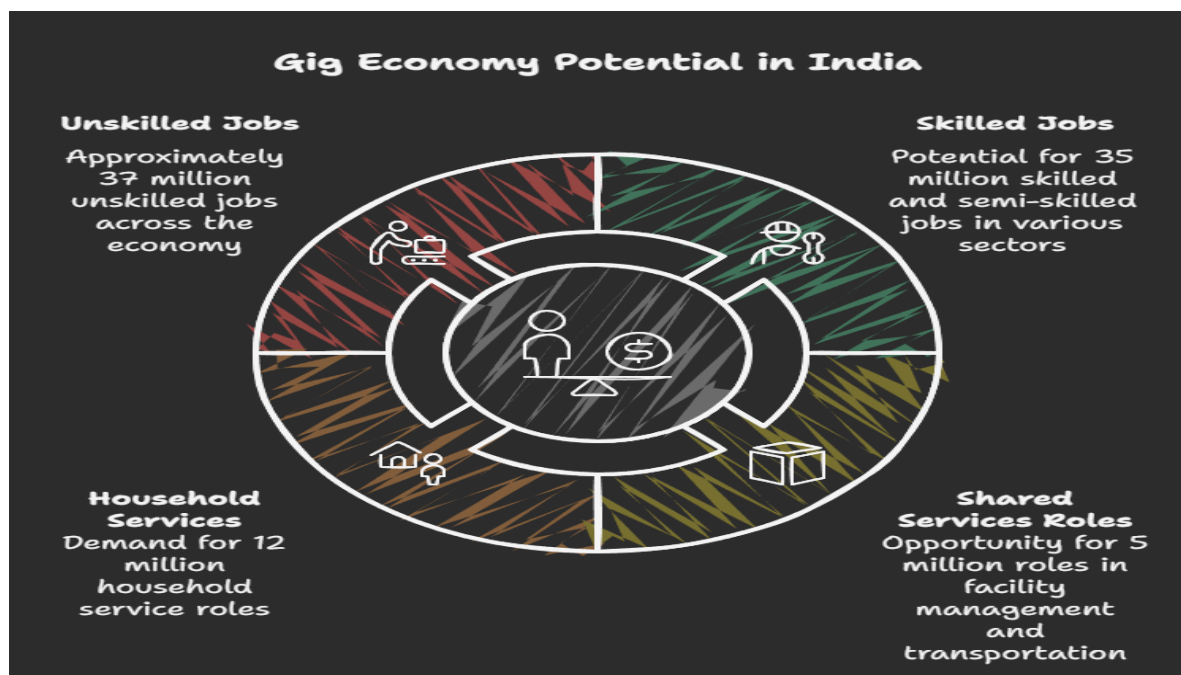 Gig Economy Potential in India
Unskilled Jobs
Approximately
37 million
unskilled jobs
across the
economy
Skilled Jobs
Potential for 35
million skilled
and semi-skilled
jobs in various
sectors
$
Household
Services
Demand for 12
million
household
service roles
Shared
Services Roles
Opportunity for 5
million roles in
facility
management
and
transportation